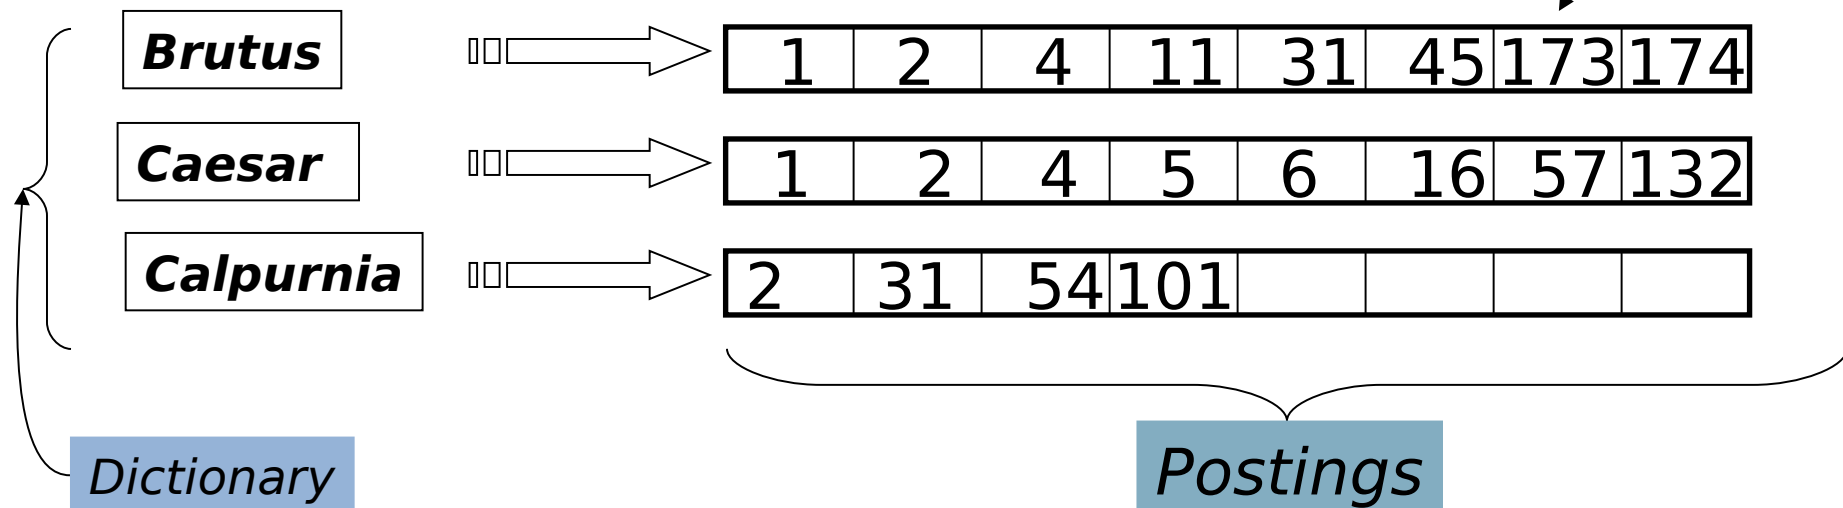 Brutus 1 2 4 11 31 45 173 174
Caesar 1 2 4 5 6 16 57 132
Calpurnia 2 31 54 101
Dictionary Postings